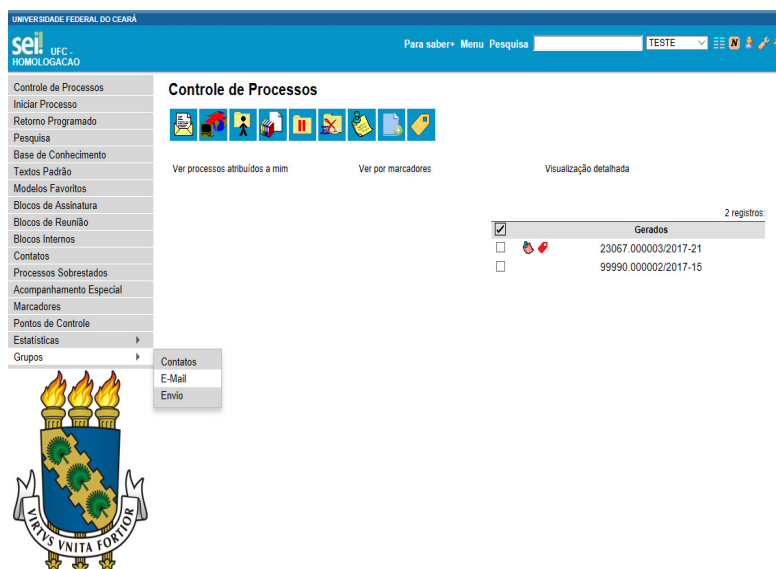 UNIVERSIDADE FEDERAL DO CEARÁ
sei! UFC -
HOMOLOGACAO
Para saber+ Menu Pesquisa TESTE N
Controle de Processos
Iniciar Processo
Retorno Programado
Pesquisa
Base de Conhecimento
Textos Padrão
Modelos Favoritos
Blocos de Assinatura
Blocos de Reunião
Blocos Internos
Contatos
Processos Sobrestados
Acompanhamento Especial
Marcadores
Pontos de Controle
Estatísticas
Grupos
Contatos
E-Mail
Envio
Controle de Processos
Ver processos atribuídos a mim Ver por marcadores Visualização detalhada
2 registros:
Gerados
23067.000003/2017-21
99990.000002/2017-15
VIRTVS VNITA FORTIOR